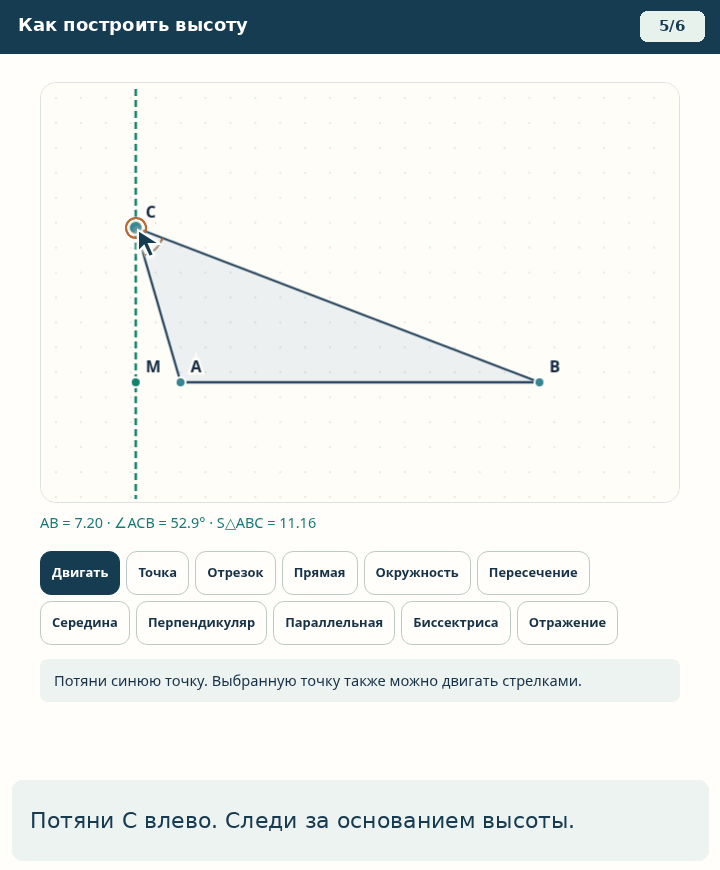 Как построить высоту
5/6
C
M
A
B
AB = 7.20 · ∠ACB = 52.9° · S△ABC = 11.16
Двигать
Точка
Отрезок
Прямая
Окружность
Пересечение
Середина
Перпендикуляр
Параллельная
Биссектриса
Отражение
Потяни синюю точку. Выбранную точку также можно двигать стрелками.
Потяни C влево. Следи за основанием высоты.